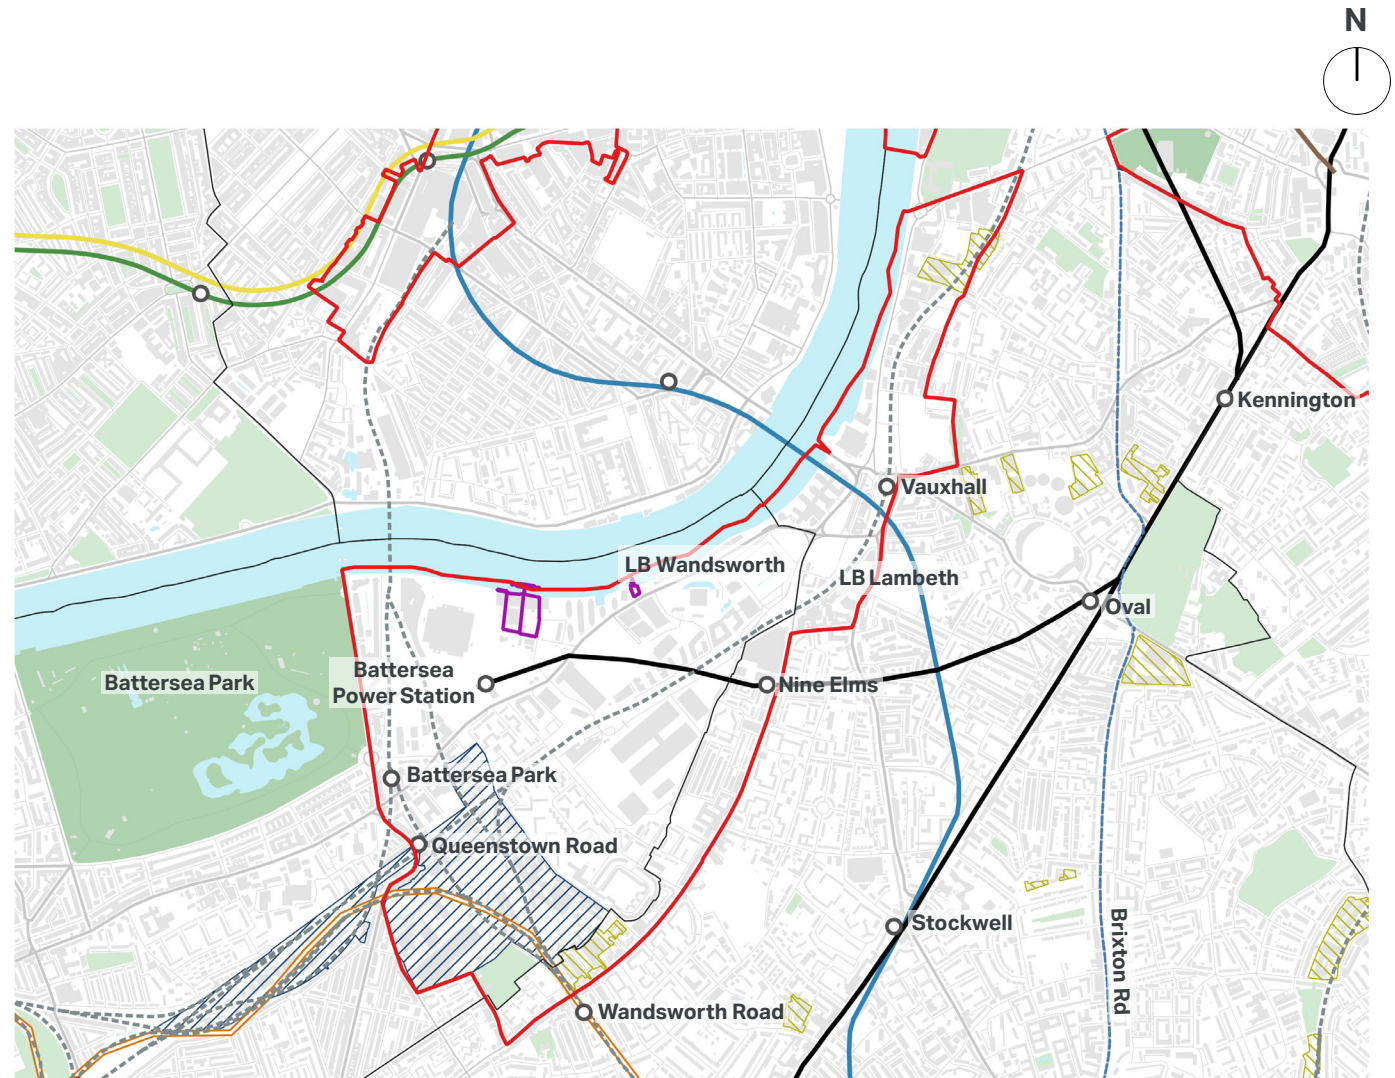 N
Kennington
Vauxhall
LB Wandsworth
LB Lambeth
Oval
Battersea Park
Battersea
Power Station
Nine Elms
Battersea Park
Queenstown Road
Stockwell
Brixton Rd
Wandsworth Road